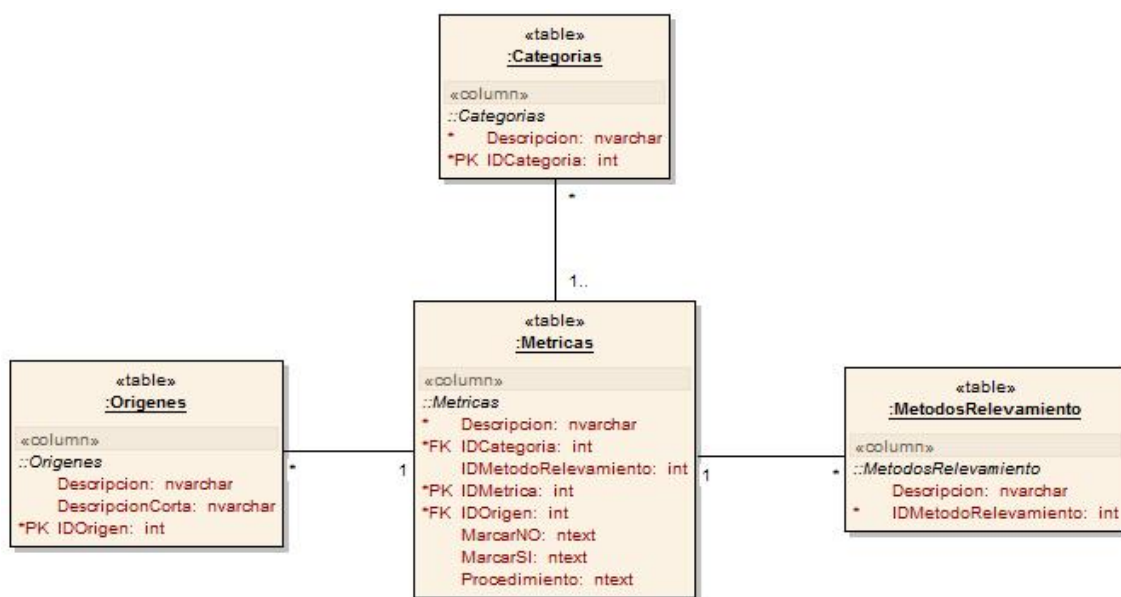 «table»
:Categorias
«column»
::Categorias
* Descripcion: nvarchar
*PK IDCategoria: int
*
1..
«table»
:Origenes
«column»
::Origenes
Descripcion: nvarchar
DescripcionCorta: nvarchar
*PK IDOrigen: int
*
1
«table»
:Metricas
«column»
::Metricas
* Descripcion: nvarchar
*FK IDCategoria: int
IDMetodoRelevamiento: int
*PK IDMetrica: int
*FK IDOrigen: int
MarcarNO: ntext
MarcarSI: ntext
Procedimiento: ntext
1
*
«table»
:MetodosRelevamiento
«column»
::MetodosRelevamiento
Descripcion: nvarchar
* IDMetodoRelevamiento: int